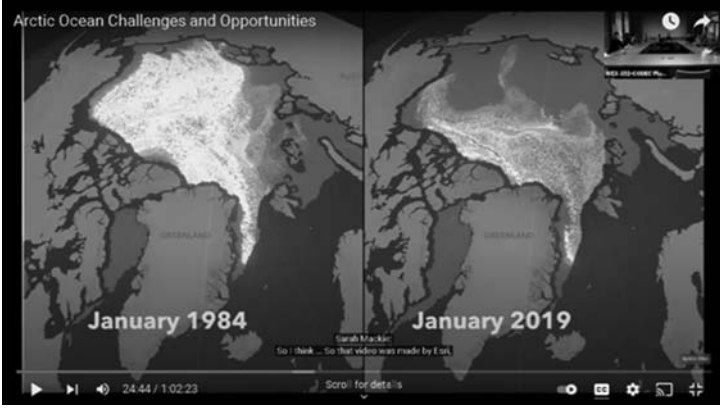 Arctic Ocean Challenges and Opportunities
GREENLAND
GREENLAND
January 1984
January 2019
Sarah Mackie:
So I think ... So that video was made by Esri,
24:44 / 1:02:23
CC
Scroll for details